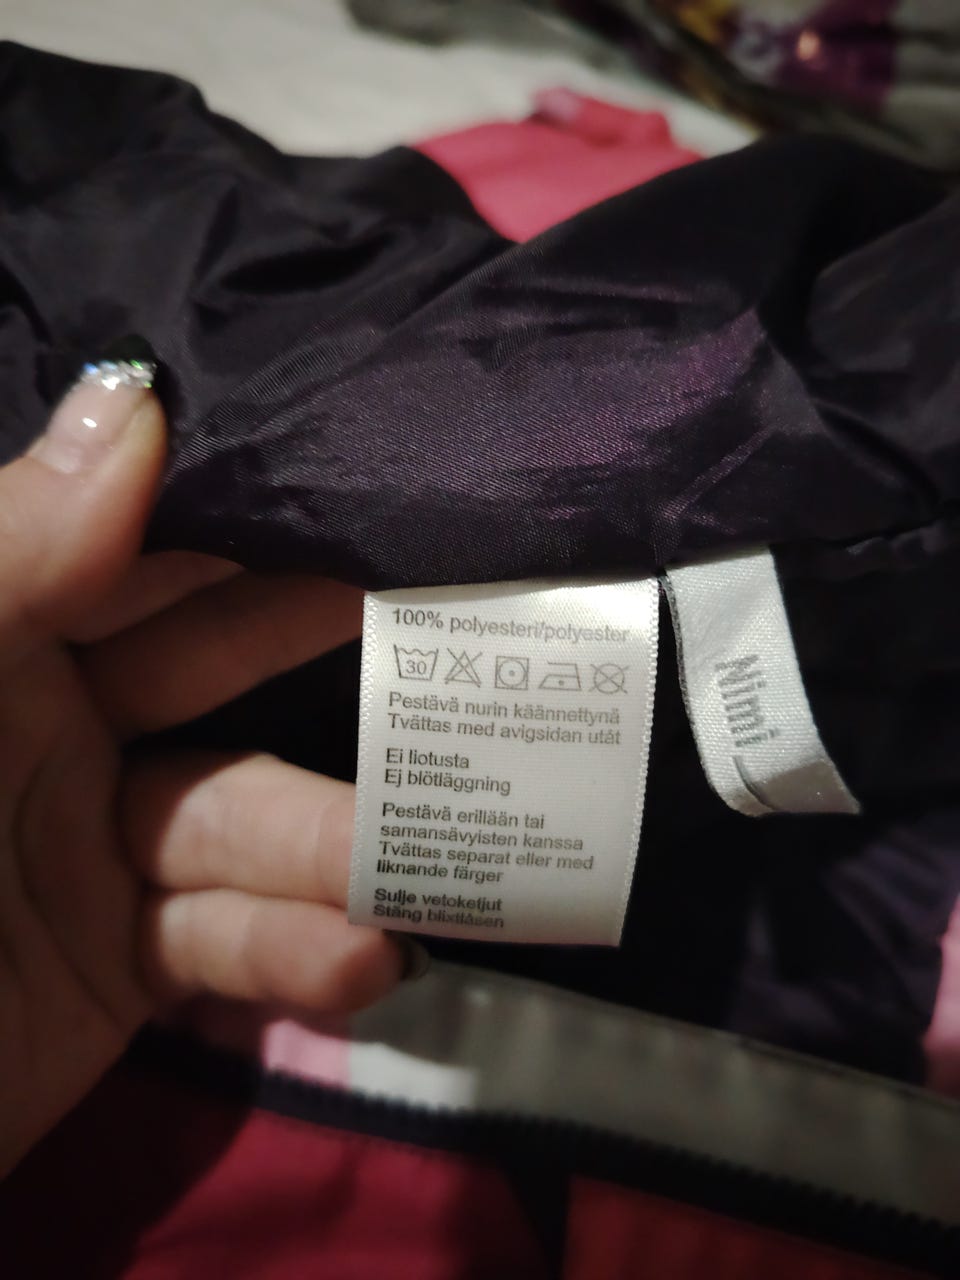 100% polyesteri/polyester
30
Pestävä nurin käännettynä
Tvättas med avigsidan utåt
Ei liotusta
Ej blötläggning
Pestävä erillään tai
samansävyisten kanssa
Tvättas separat eller med
liknande färger
Sulje vetoketjut
Stäng blixtlåsen
Nimi